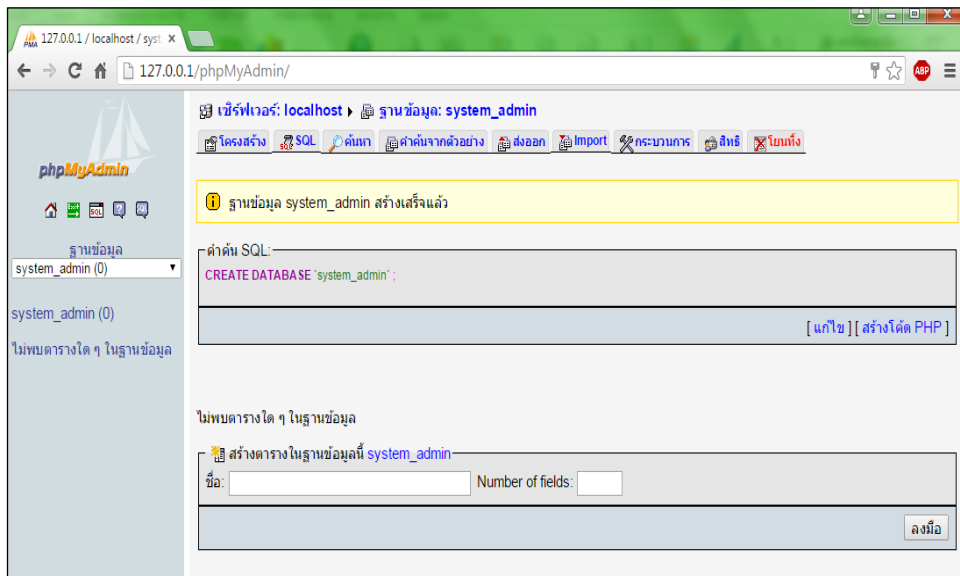 127.0.0.1 / localhost / syst
127.0.0.1/phpMyAdmin/
ABP
phpMyAdmin
ฐานข้อมูล
system_admin (0)
system_admin (0)
ไม่พบตารางใด ๆ ในฐานข้อมูล
เซิร์ฟเวอร์: localhost ฐานข้อมูล: system_admin
โครงสร้าง SQL ค้นหา คำค้นจากตัวอย่าง ส่งออก Import กระบวนการ สิทธิ โยนทิ้ง
ฐานข้อมูล system_admin สร้างเสร็จแล้ว
คำค้น SQL:
CREATE DATABASE `system_admin` ;
[ แก้ไข ] [ สร้างโค้ด PHP ]
ไม่พบตารางใด ๆ ในฐานข้อมูล
สร้างตารางในฐานข้อมูลนี้ system_admin
ชื่อ: Number of fields:
ลงมือ